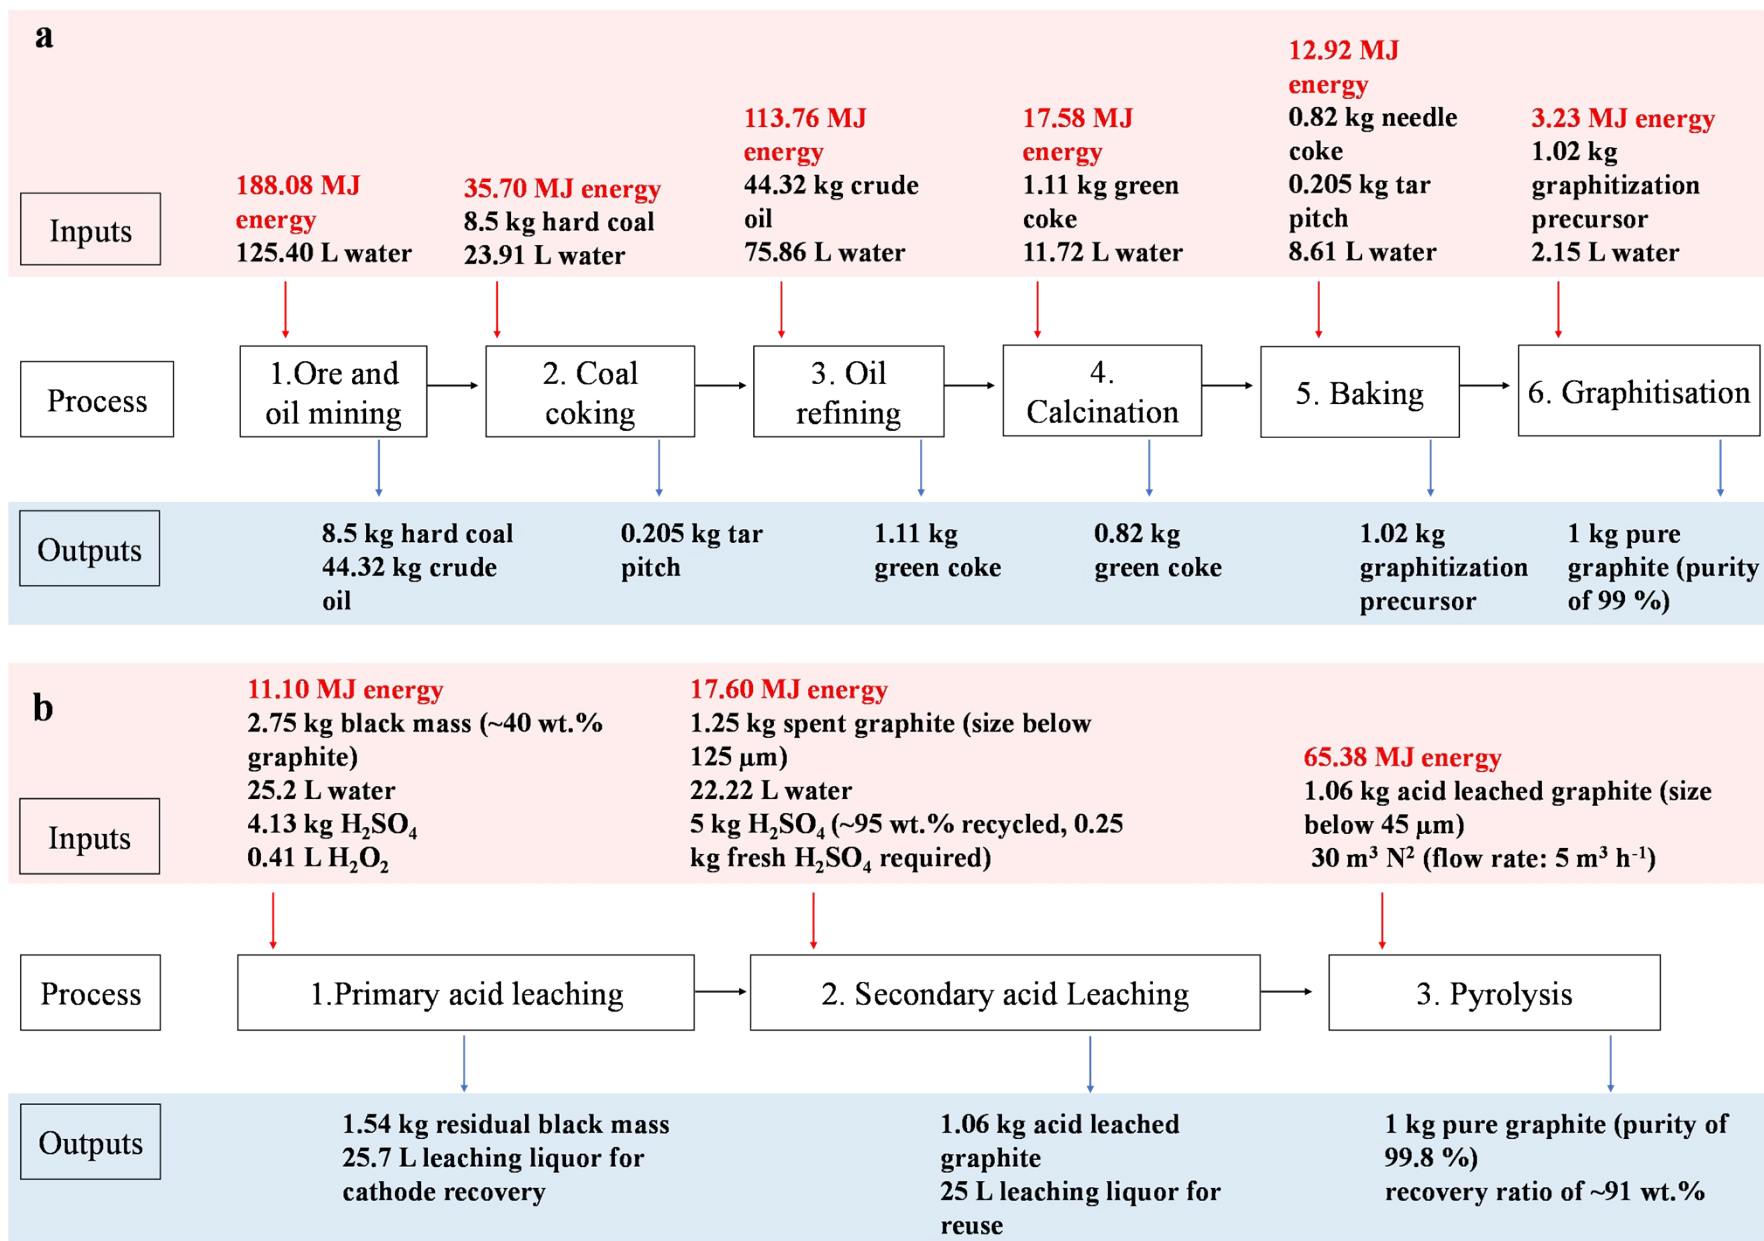 a
Inputs
188.08 MJ
energy
125.40 L water
35.70 MJ energy
8.5 kg hard coal
23.91 L water
113.76 MJ
energy
44.32 kg crude
oil
75.86 L water
17.58 MJ
energy
1.11 kg green
coke
11.72 L water
12.92 MJ
energy
0.82 kg needle
coke
0.205 kg tar
pitch
8.61 L water
3.23 MJ energy
1.02 kg
graphitization
precursor
2.15 L water
Process
1.Ore and
oil mining
2. Coal
coking
3. Oil
refining
4.
Calcination
5. Baking
6. Graphitisation
Outputs
8.5 kg hard coal
44.32 kg crude
oil
0.205 kg tar
pitch
1.11 kg
green coke
0.82 kg
green coke
1.02 kg
graphitization
precursor
1 kg pure
graphite (purity
of 99 %)
b
Inputs
11.10 MJ energy
2.75 kg black mass (~40 wt.%
graphite)
25.2 L water
4.13 kg H₂SO₄
0.41 L H₂O₂
17.60 MJ energy
1.25 kg spent graphite (size below
125 μm)
22.22 L water
5 kg H₂SO₄ (~95 wt.% recycled, 0.25
kg fresh H₂SO₄ required)
65.38 MJ energy
1.06 kg acid leached graphite (size
below 45 μm)
30 m³ N² (flow rate: 5 m³ h⁻¹)
Process
1.Primary acid leaching
2. Secondary acid Leaching
3. Pyrolysis
Outputs
1.54 kg residual black mass
25.7 L leaching liquor for
cathode recovery
1.06 kg acid leached
graphite
25 L leaching liquor for
reuse
1 kg pure graphite (purity of
99.8 %)
recovery ratio of ~91 wt.%